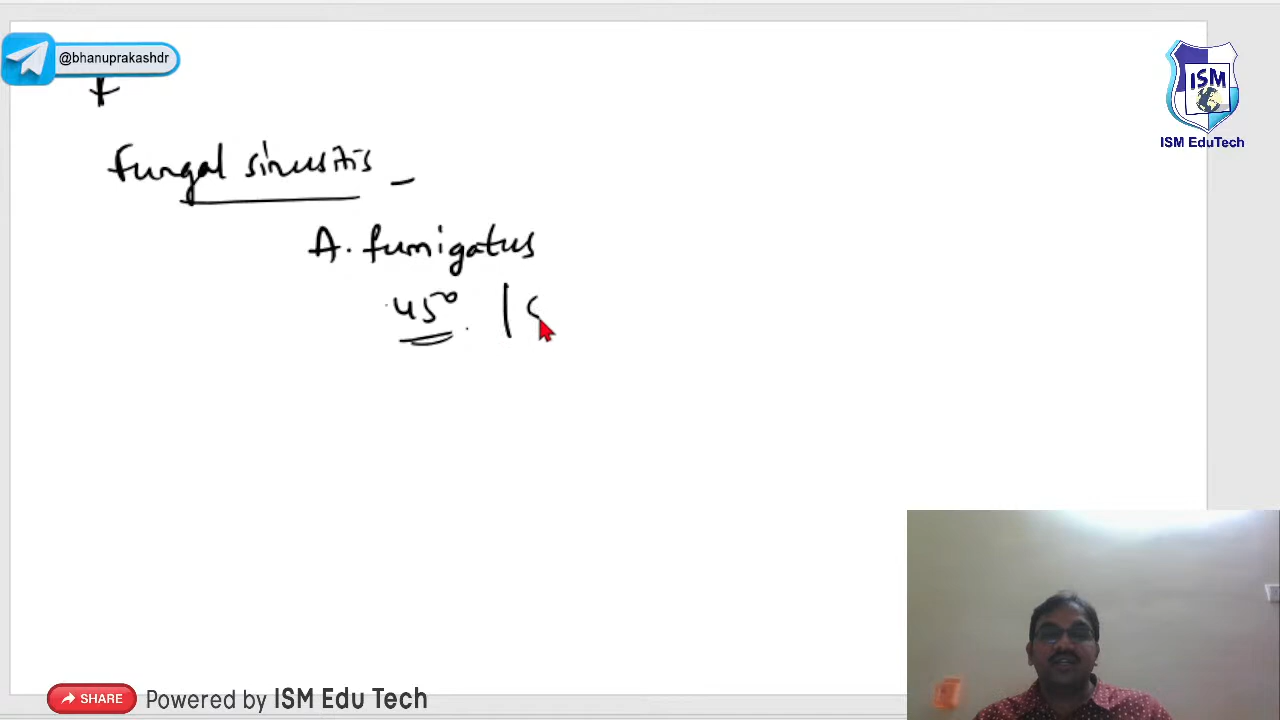 @bhanuprakashdr
ISM
ISM EduTech
Fungal sinusitis -
A. fumigatus
45° |
SHARE Powered by ISM Edu Tech